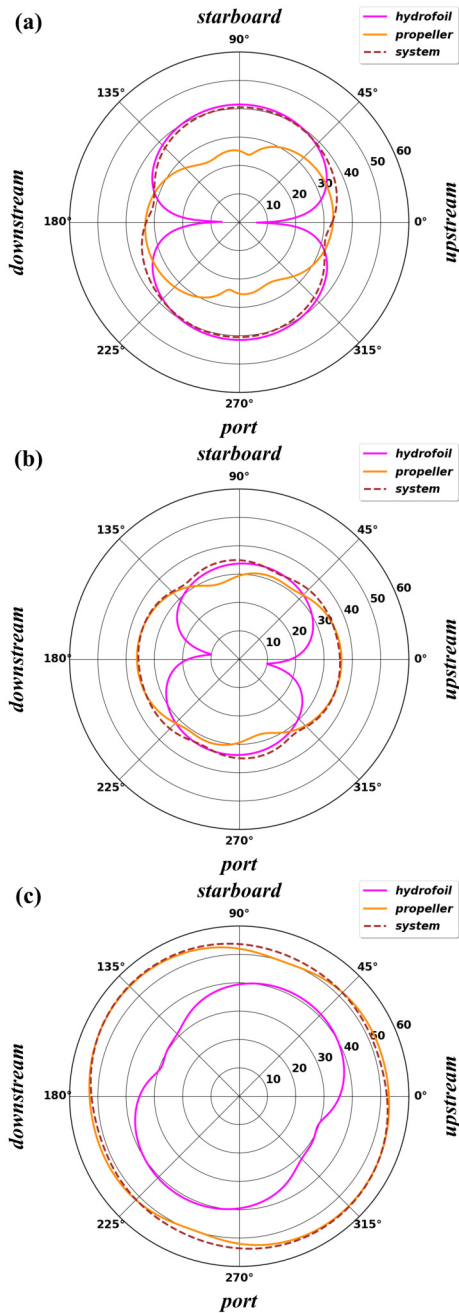 (a)
starboard
hydrofoil
propeller
system
90°
135°
45°
downstream
180°
10
20
30
40
50
60
0°
upstream
225°
315°
270°
port
(b)
starboard
hydrofoil
propeller
system
90°
135°
45°
downstream
180°
10
20
30
40
50
60
0°
upstream
225°
315°
270°
port
(c)
starboard
hydrofoil
propeller
system
90°
135°
45°
downstream
180°
10
20
30
40
50
60
0°
upstream
225°
315°
270°
port